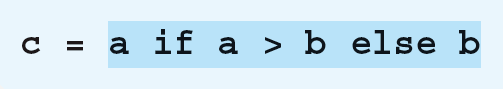 c = a if a > b else b